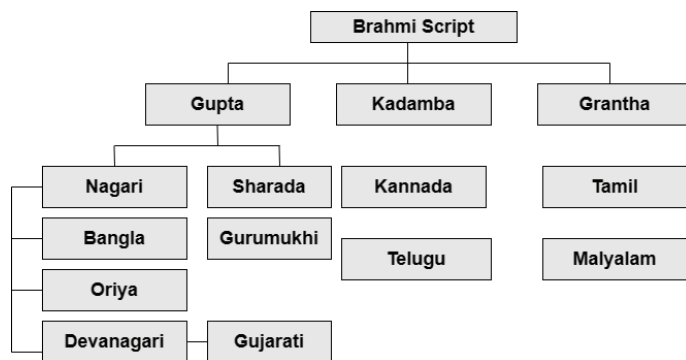 Brahmi Script
Gupta
Kadamba
Grantha
Nagari
Sharada
Kannada
Tamil
Bangla
Gurumukhi
Telugu
Malyalam
Oriya
Devanagari
Gujarati